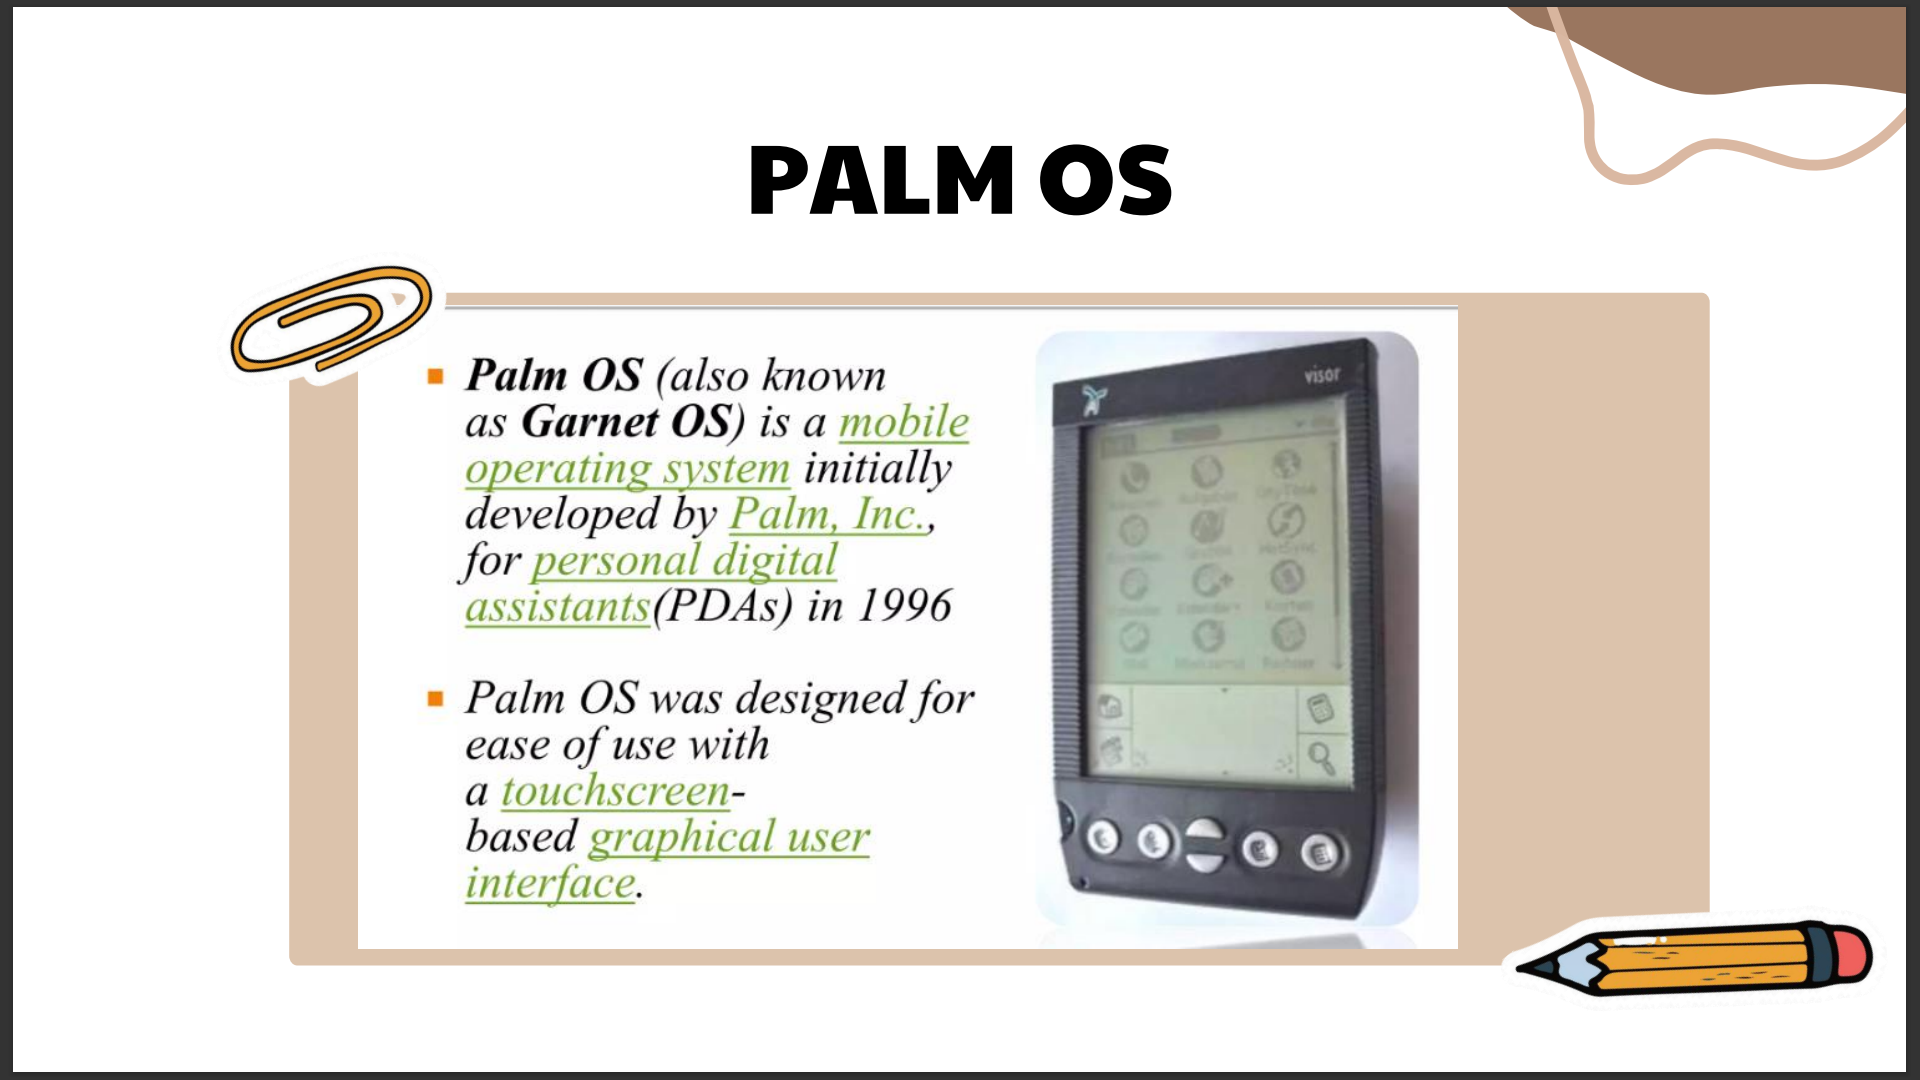 PALM OS
Palm OS (also known
as Garnet OS) is a mobile
operating system initially
developed by Palm, Inc.,
for personal digital
assistants(PDAs) in 1996
Palm OS was designed for
ease of use with
a touchscreen-
based graphical user
interface.
visor